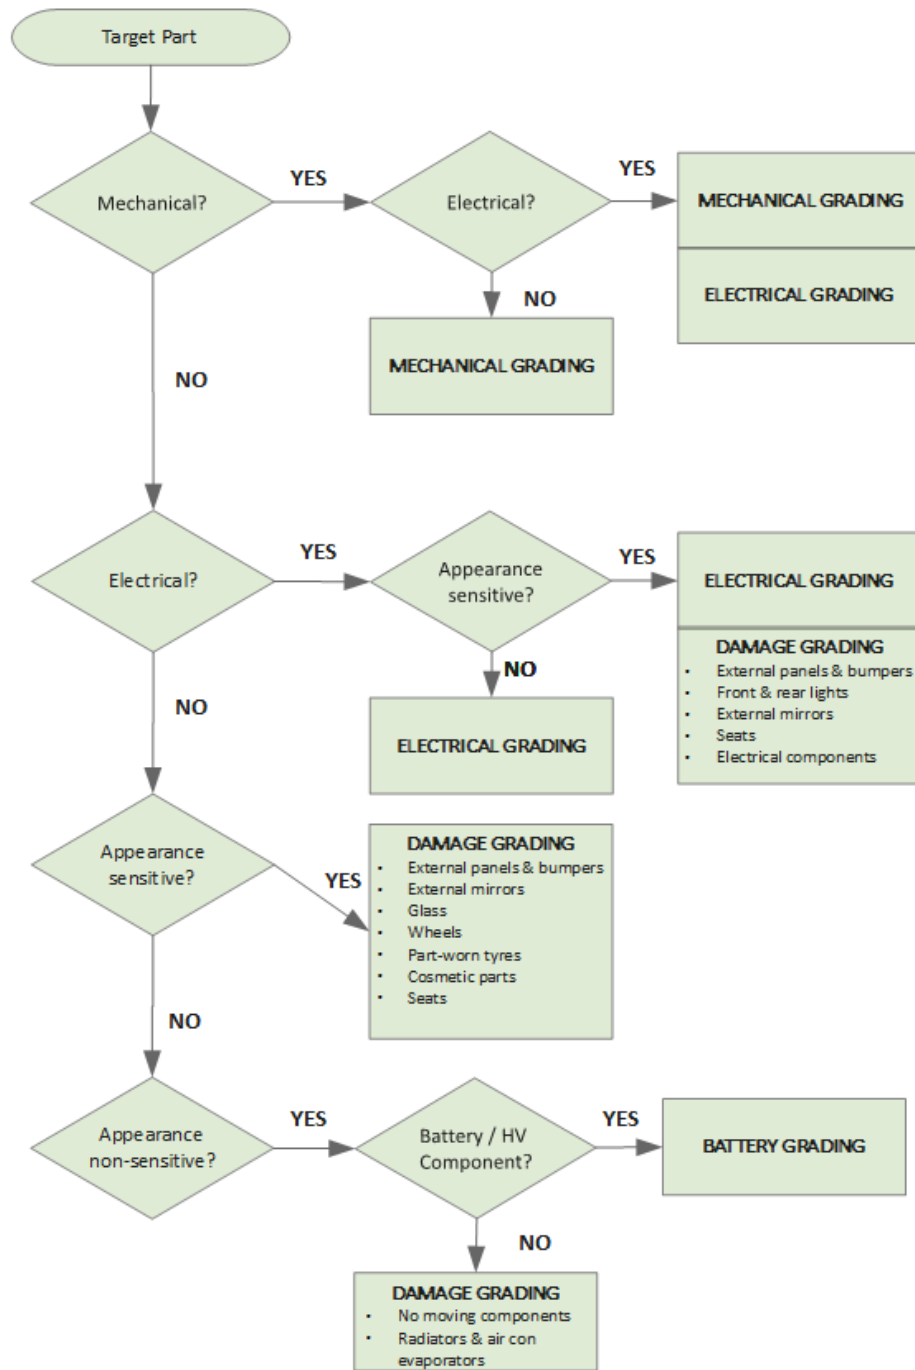 Target Part
Mechanical?
YES
Electrical?
YES
MECHANICAL GRADING
ELECTRICAL GRADING
NO
MECHANICAL GRADING
NO
Electrical?
YES
Appearance
sensitive?
YES
ELECTRICAL GRADING
DAMAGE GRADING
• External panels & bumpers
• Front & rear lights
• External mirrors
• Seats
• Electrical components
NO
ELECTRICAL GRADING
NO
Appearance
sensitive?
YES
DAMAGE GRADING
• External panels & bumpers
• External mirrors
• Glass
• Wheels
• Part-worn tyres
• Cosmetic parts
• Seats
NO
Appearance
non-sensitive?
YES
Battery / HV
Component?
YES
BATTERY GRADING
NO
DAMAGE GRADING
• No moving components
• Radiators & air con
evaporators